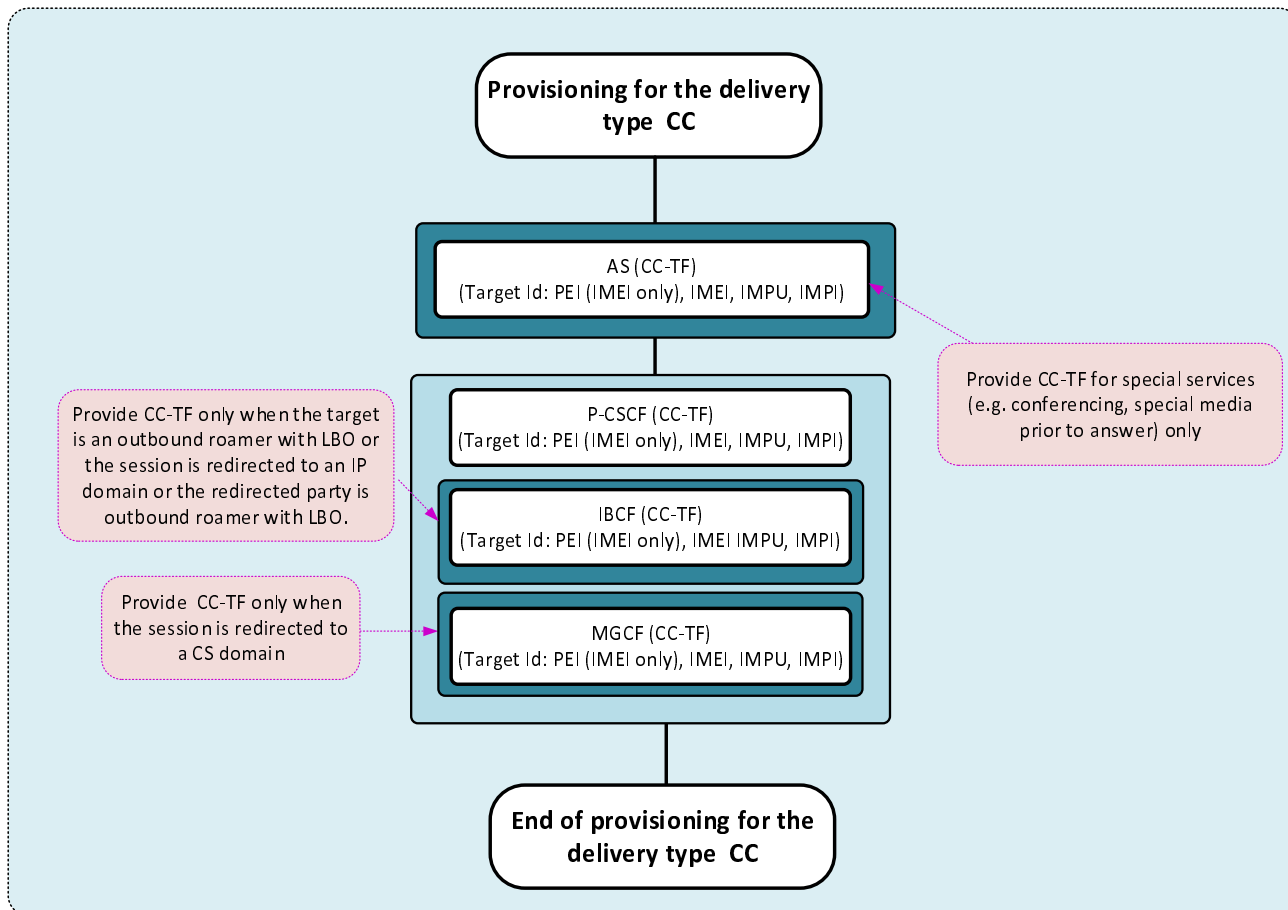 Provisioning for the delivery
type CC
AS (CC-TF)
(Target Id: PEI (IMEI only), IMEI, IMPU, IMPI)
Provide CC-TF for special services
(e.g. conferencing, special media
prior to answer) only
P-CSCF (CC-TF)
(Target Id: PEI (IMEI only), IMEI, IMPU, IMPI)
Provide CC-TF only when the target
is an outbound roamer with LBO or
the session is redirected to an IP
domain or the redirected party is
outbound roamer with LBO.
IBCF (CC-TF)
(Target Id: PEI (IMEI only), IMEI IMPU, IMPI)
Provide CC-TF only when
the session is redirected to
a CS domain
MGCF (CC-TF)
(Target Id: PEI (IMEI only), IMEI, IMPU, IMPI)
End of provisioning for the
delivery type CC